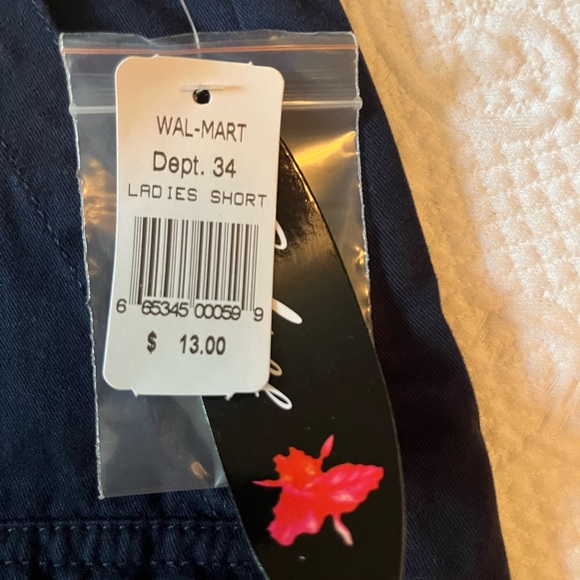 WAL-MART
Dept. 34
LADIES SHORT
6 65345 00059 9
$ 13.00